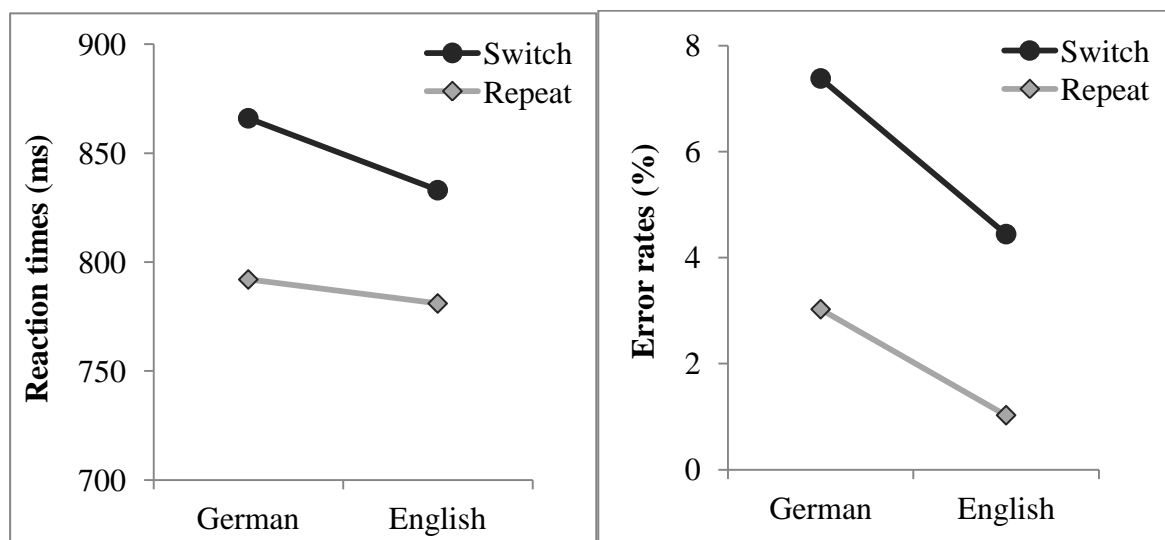 Reaction times (ms)
900
850
800
750
700
Switch
Repeat
German
English
Error rates (%)
8
6
4
2
0
Switch
Repeat
German
English